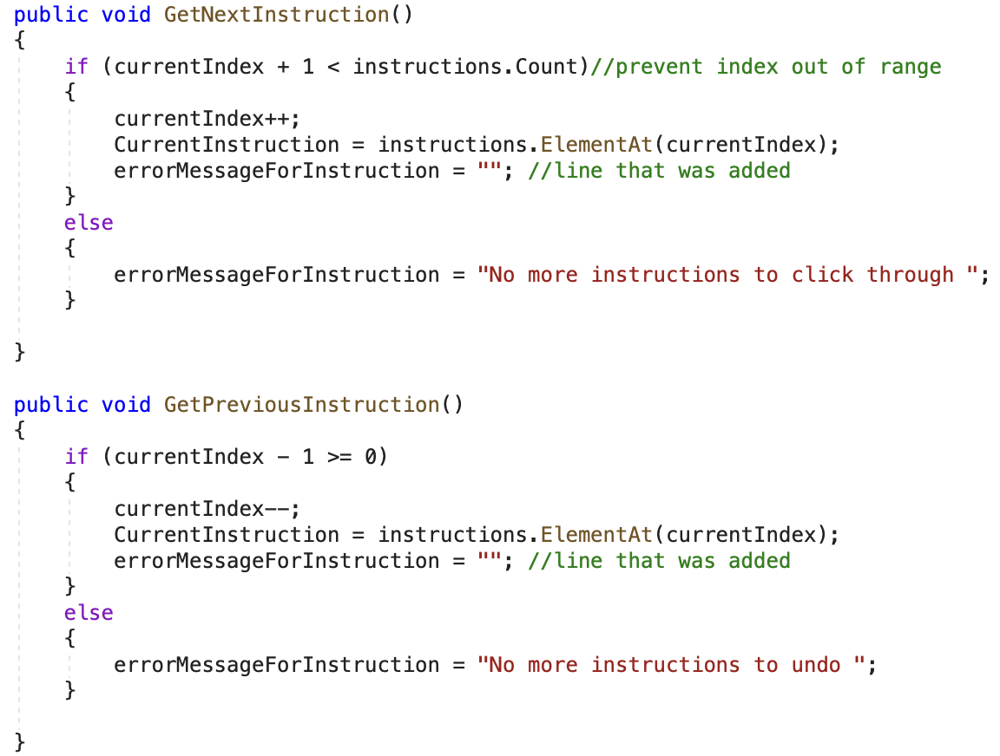 public void GetNextInstruction()
{
    if (currentIndex + 1 < instructions.Count)//prevent index out of range
    {
        currentIndex++;
        CurrentInstruction = instructions.ElementAt(currentIndex);
        errorMessageForInstruction = ""; //line that was added
    }
    else
    {
        errorMessageForInstruction = "No more instructions to click through ";
    }

}

public void GetPreviousInstruction()
{
    if (currentIndex - 1 >= 0)
    {
        currentIndex--;
        CurrentInstruction = instructions.ElementAt(currentIndex);
        errorMessageForInstruction = ""; //line that was added
    }
    else
    {
        errorMessageForInstruction = "No more instructions to undo ";
    }

}